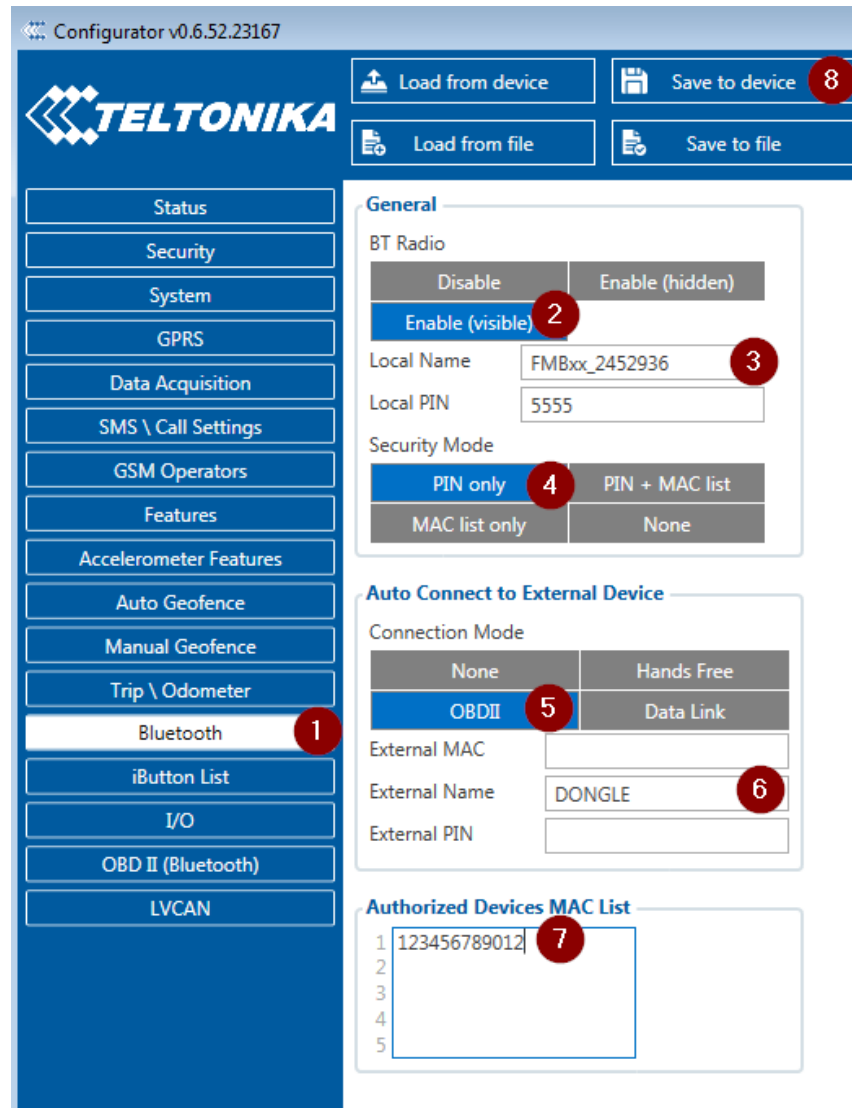 Configurator v0.6.52.23167
TELTONIKA
Load from device
Save to device 8
Load from file
Save to file
Status
Security
System
GPRS
Data Acquisition
SMS \ Call Settings
GSM Operators
Features
Accelerometer Features
Auto Geofence
Manual Geofence
Trip \ Odometer
Bluetooth 1
iButton List
I/O
OBD II (Bluetooth)
LVCAN
General
BT Radio
Disable Enable (hidden)
Enable (visible) 2
Local Name FMBxx_2452936 3
Local PIN 5555
Security Mode
PIN only 4 PIN + MAC list
MAC list only None
Auto Connect to External Device
Connection Mode
None Hands Free
OBDII 5 Data Link
External MAC
External Name DONGLE 6
External PIN
Authorized Devices MAC List
1 123456789012 7
2
3
4
5